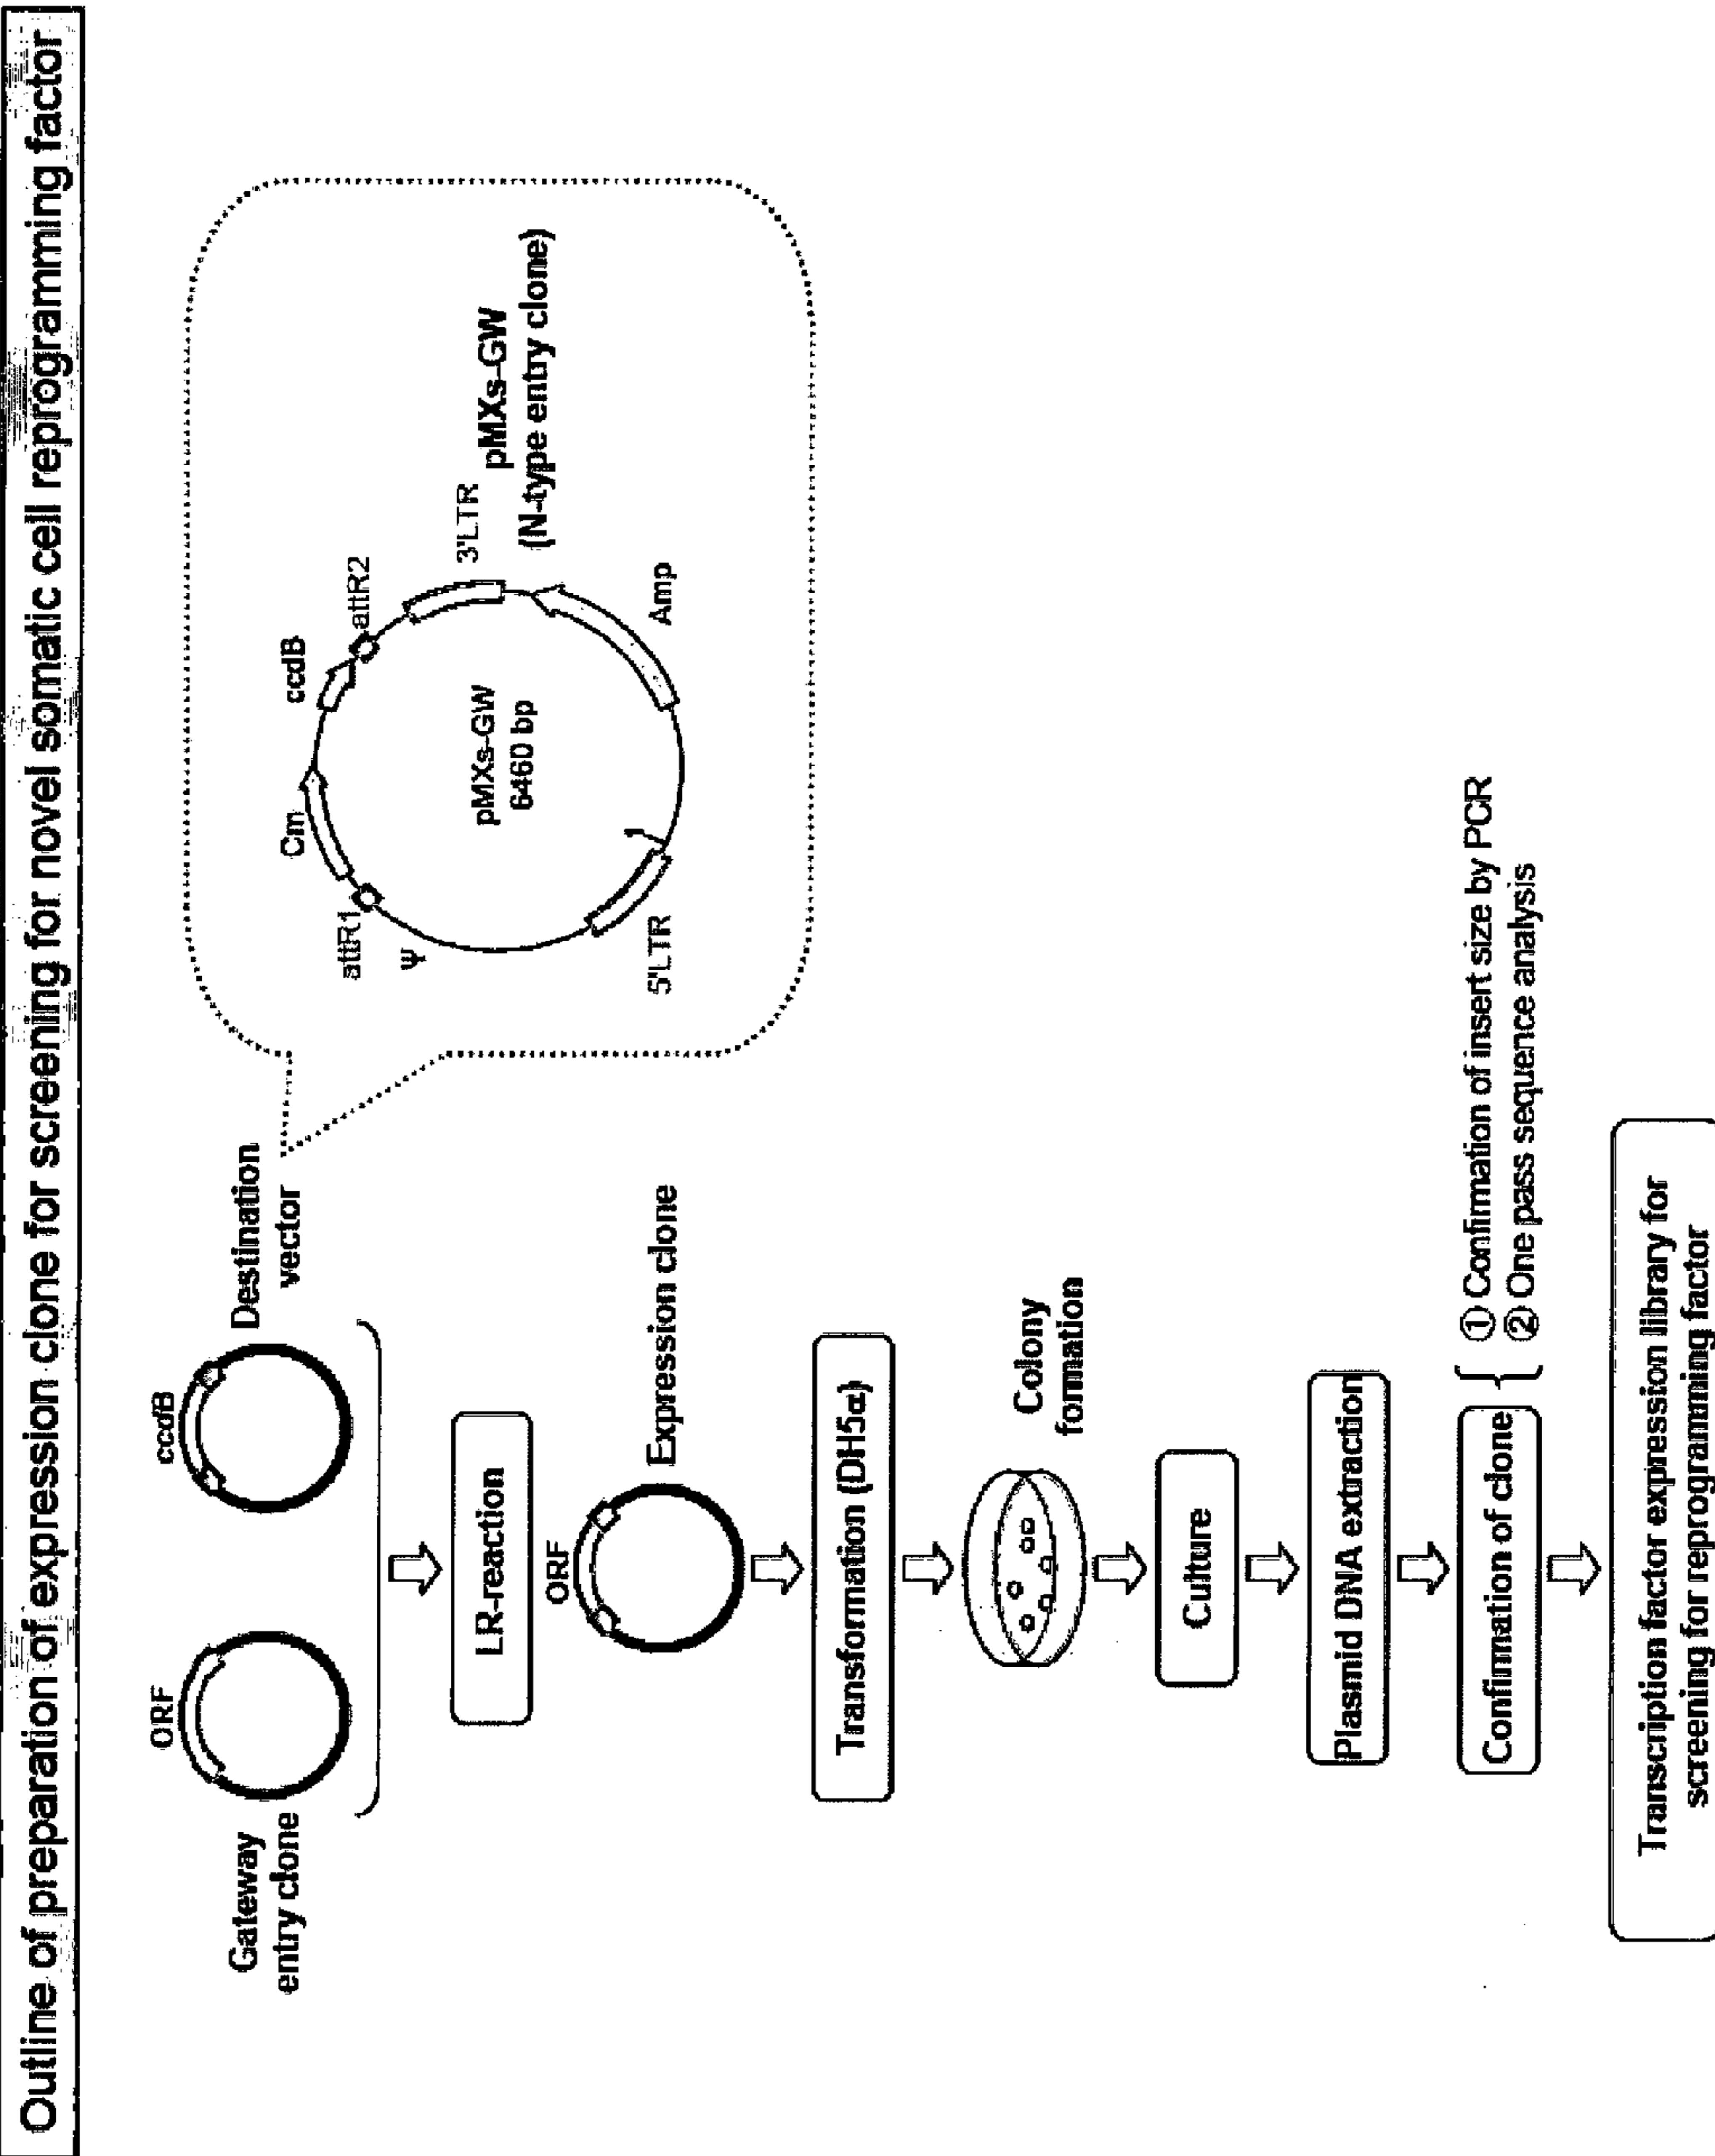 Outline of preparation of expression clone for screening for novel somatic cell reprogramming factor
Gateway
entry clone
ORF
ccdB
Destination
vector
LR-reaction
ORF
Expression clone
Transformation (DH5α)
Colony
formation
Culture
Plasmid DNA extraction
Confirmation of clone
① Confirmation of insert size by PCR
② One pass sequence analysis
Transcription factor expression library for
screening for reprogramming factor
attR1
Cm
ccdB
attR2
Ψ
3'LTR
pMXs-GW
(N-type entry clone)
pMXs-GW
6460 bp
5'LTR
1
Amp